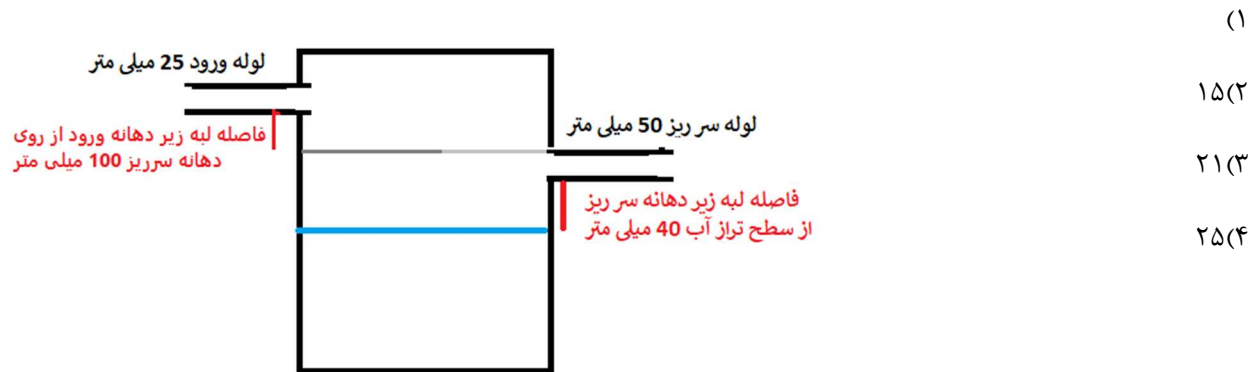 ۱)
۲)۱۵
۳)۲۱
۴)۲۵
لوله ورود 25 میلی متر
فاصله لبه زیر دهانه ورود از روی
دهانه سرریز 100 میلی متر
لوله سر ریز 50 میلی متر
فاصله لبه زیر دهانه سر ریز
از سطح تراز آب 40 میلی متر